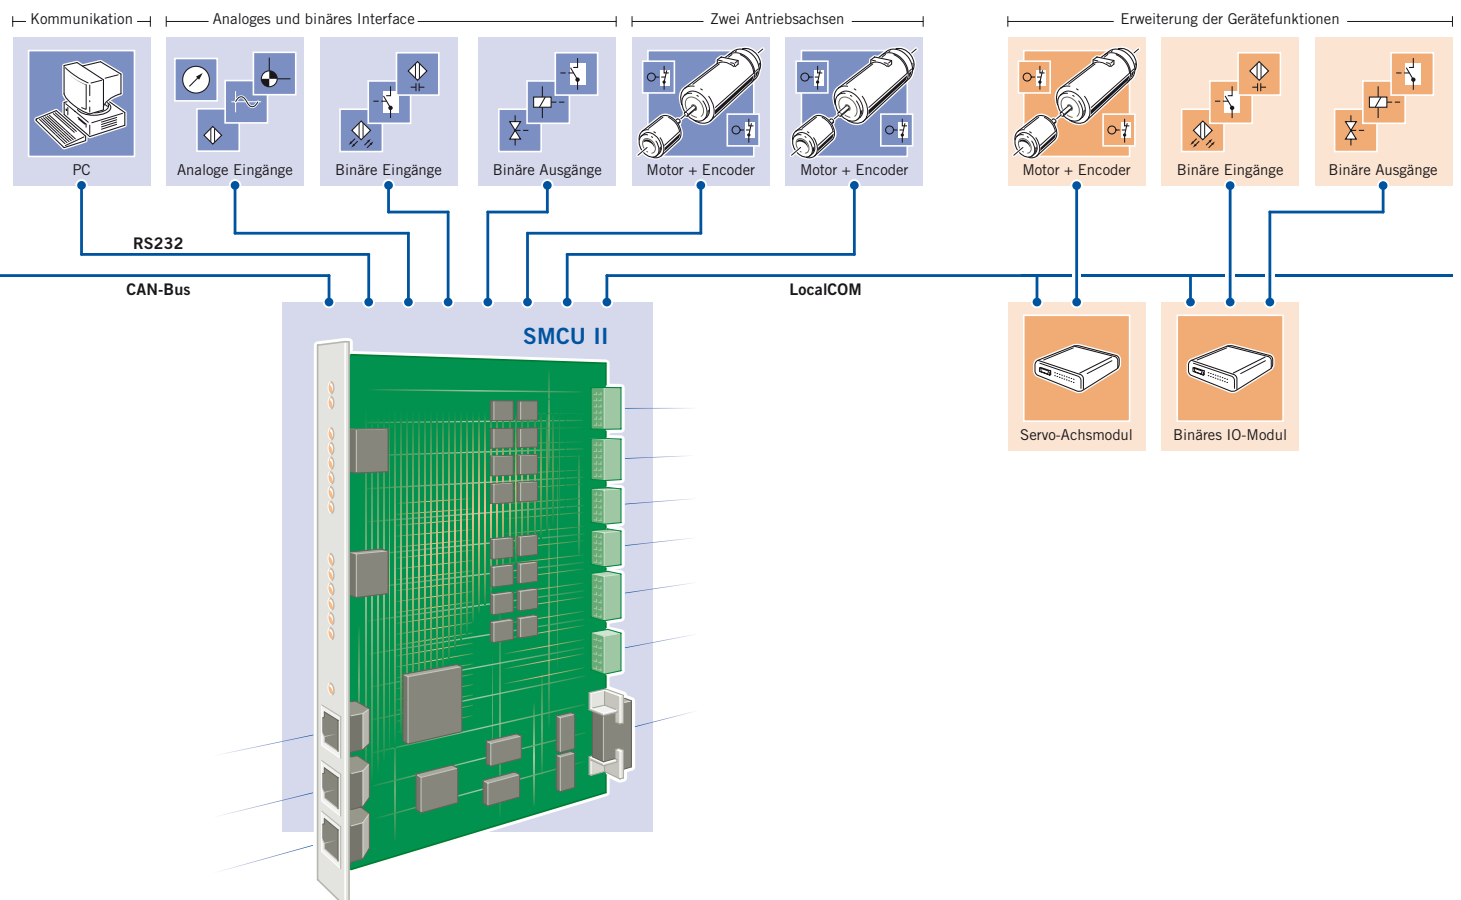 Kommunikation
Analoges und binäres Interface
Zwei Antriebsachsen
Erweiterung der Gerätefunktionen
PC
Analoge Eingänge
Binäre Eingänge
Binäre Ausgänge
Motor + Encoder
Motor + Encoder
Motor + Encoder
Binäre Eingänge
Binäre Ausgänge
RS232
CAN-Bus
LocalCOM
SMCU II
Servo-Achsmodul
Binäres IO-Modul